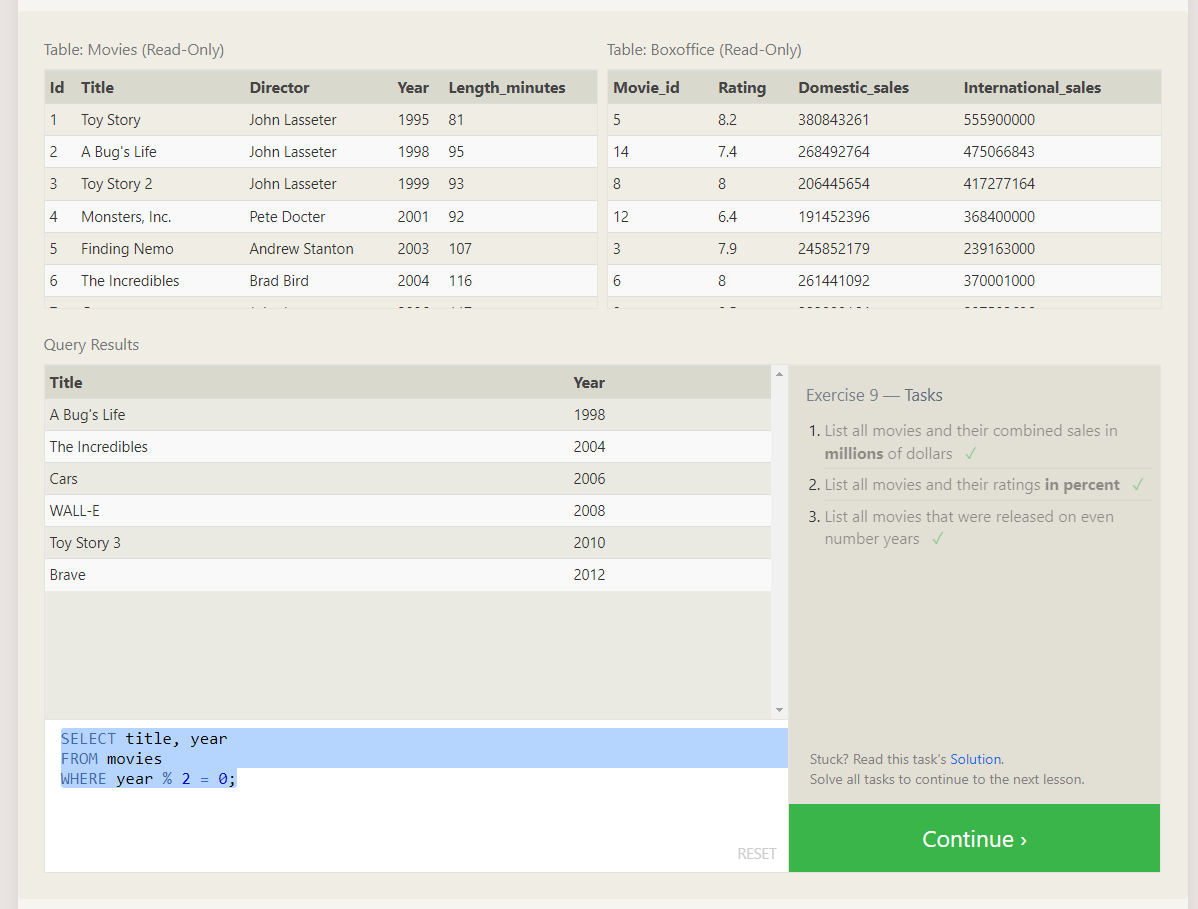 Table: Movies (Read-Only)
Id Title Director Year Length_minutes
1 Toy Story John Lasseter 1995 81
2 A Bug's Life John Lasseter 1998 95
3 Toy Story 2 John Lasseter 1999 93
4 Monsters, Inc. Pete Docter 2001 92
5 Finding Nemo Andrew Stanton 2003 107
6 The Incredibles Brad Bird 2004 116
Table: Boxoffice (Read-Only)
Movie_id Rating Domestic_sales International_sales
5 8.2 380843261 555900000
14 7.4 268492764 475066843
8 8 206445654 417277164
12 6.4 191452396 368400000
3 7.9 245852179 239163000
6 8 261441092 370001000
Query Results
Title Year
A Bug's Life 1998
The Incredibles 2004
Cars 2006
WALL-E 2008
Toy Story 3 2010
Brave 2012
SELECT title, year
FROM movies
WHERE year % 2 = 0;
RESET
Exercise 9 — Tasks
1. List all movies and their combined sales in
millions of dollars ✓
2. List all movies and their ratings in percent ✓
3. List all movies that were released on even
number years ✓
Stuck? Read this task's Solution.
Solve all tasks to continue to the next lesson.
Continue ›